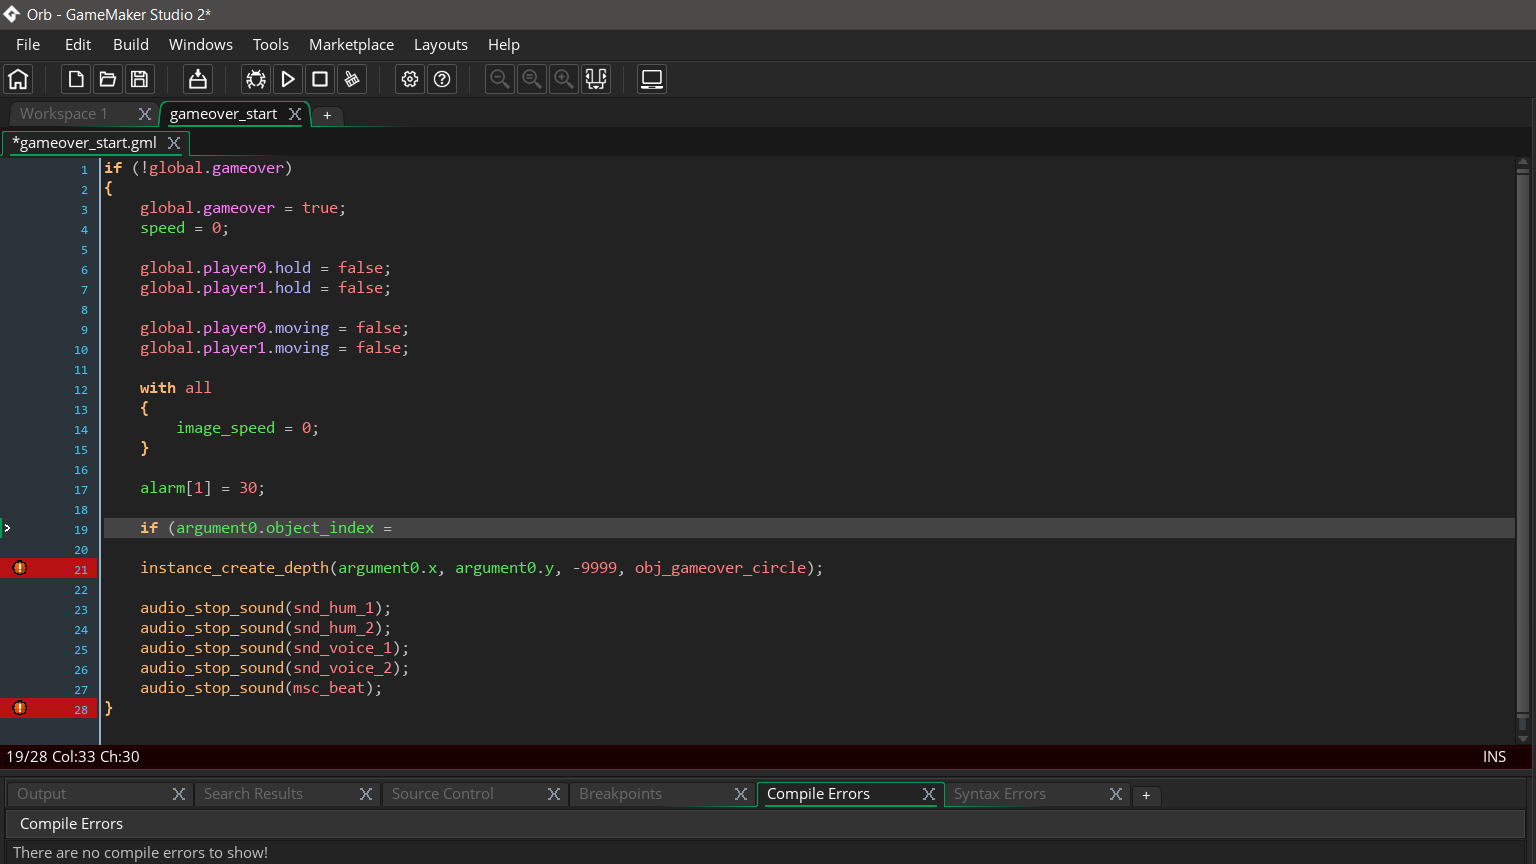 Orb - GameMaker Studio 2*
File Edit Build Windows Tools Marketplace Layouts Help
Workspace 1 X gameover_start X +
*gameover_start.gml X
1 if (!global.gameover)
2 {
3     global.gameover = true;
4     speed = 0;
5
6     global.player0.hold = false;
7     global.player1.hold = false;
8
9     global.player0.moving = false;
10     global.player1.moving = false;
11
12     with all
13     {
14         image_speed = 0;
15     }
16
17     alarm[1] = 30;
18
19     if (argument0.object_index =
20
21     instance_create_depth(argument0.x, argument0.y, -9999, obj_gameover_circle);
22
23     audio_stop_sound(snd_hum_1);
24     audio_stop_sound(snd_hum_2);
25     audio_stop_sound(snd_voice_1);
26     audio_stop_sound(snd_voice_2);
27     audio_stop_sound(msc_beat);
28 }
19/28 Col:33 Ch:30 INS
Output X Search Results X Source Control X Breakpoints X Compile Errors X Syntax Errors X +
Compile Errors
There are no compile errors to show!